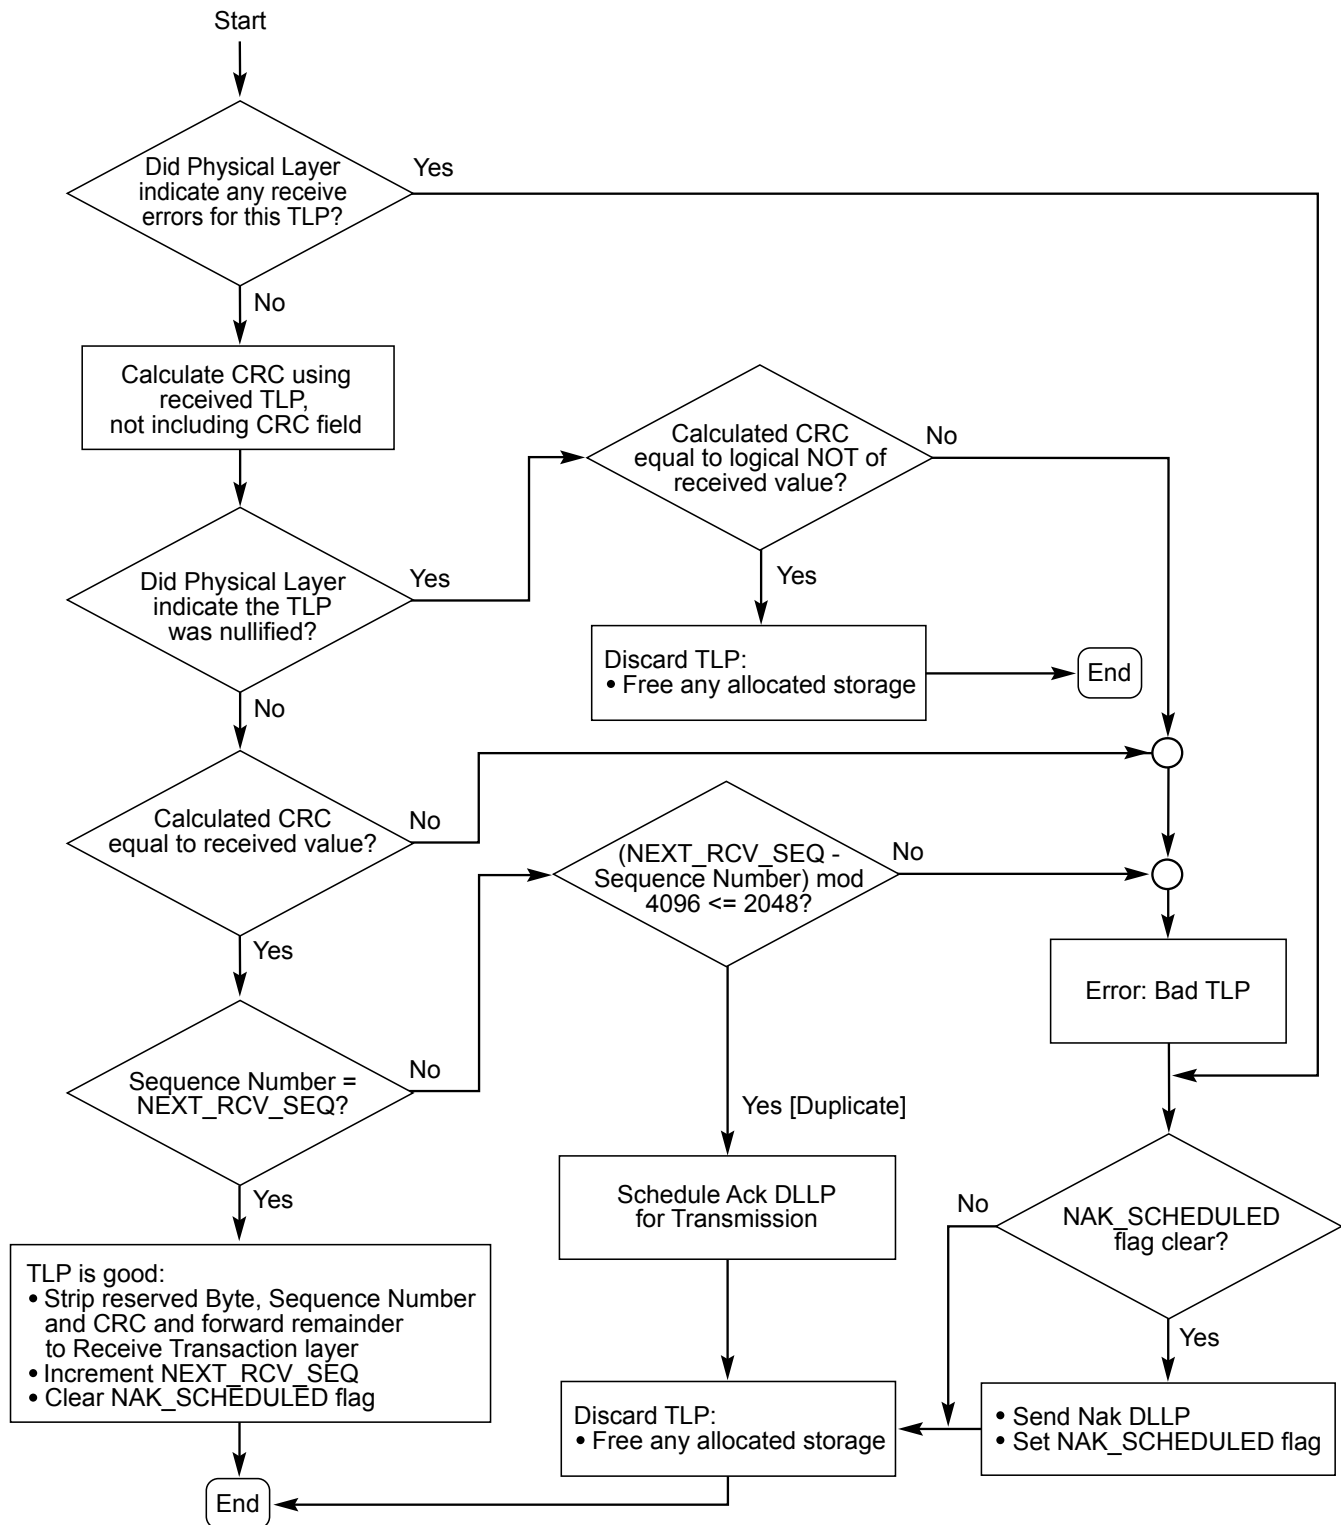 Start
Did Physical Layer
indicate any receive
errors for this TLP?
Yes
No
Calculate CRC using
received TLP,
not including CRC field
Calculated CRC
equal to logical NOT of
received value?
No
Yes
Did Physical Layer
indicate the TLP
was nullified?
Yes
Discard TLP:
• Free any allocated storage
End
No
Calculated CRC
equal to received value?
No
(NEXT_RCV_SEQ -
Sequence Number) mod
4096 <= 2048?
No
Yes
Error: Bad TLP
Sequence Number =
NEXT_RCV_SEQ?
No
Yes [Duplicate]
Yes
Schedule Ack DLLP
for Transmission
No
NAK_SCHEDULED
flag clear?
Yes
TLP is good:
• Strip reserved Byte, Sequence Number
and CRC and forward remainder
to Receive Transaction layer
• Increment NEXT_RCV_SEQ
• Clear NAK_SCHEDULED flag
Discard TLP:
• Free any allocated storage
• Send Nak DLLP
• Set NAK_SCHEDULED flag
End